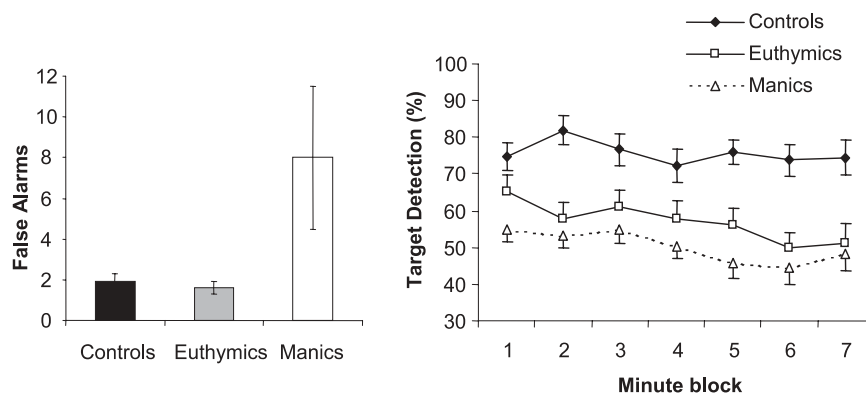 False Alarms
12
10
8
6
4
2
0
Controls Euthymics Manics
Controls
Euthymics
Manics
Target Detection (%)
100
90
80
70
60
50
40
30
1 2 3 4 5 6 7
Minute block